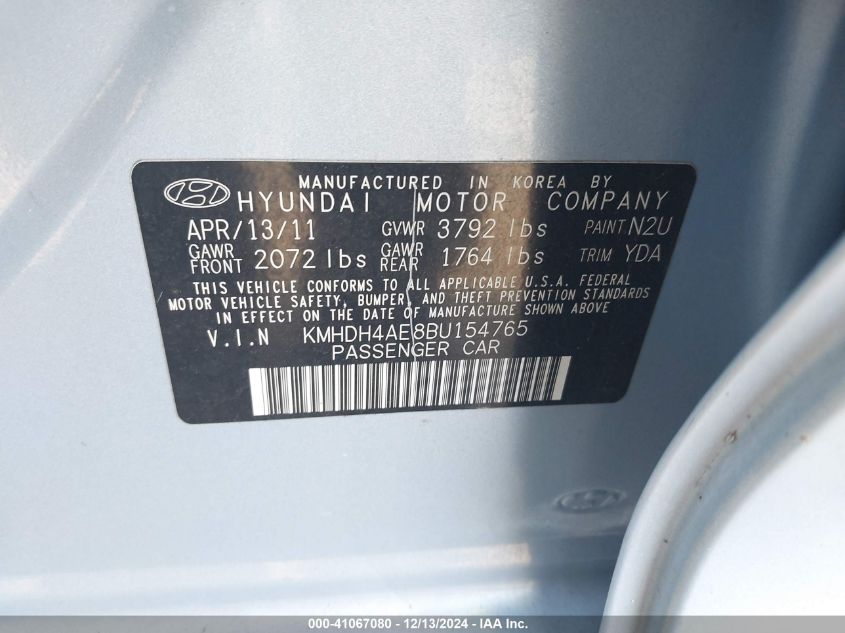 MANUFACTURED IN KOREA BY
HYUNDAI MOTOR COMPANY
APR/13/11 GVWR 3792 lbs PAINT N2U
GAWR FRONT 2072 lbs GAWR REAR 1764 lbs TRIM YDA
THIS VEHICLE CONFORMS TO ALL APPLICABLE U.S.A. FEDERAL
MOTOR VEHICLE SAFETY, BUMPER, AND THEFT PREVENTION STANDARDS
IN EFFECT ON THE DATE OF MANUFACTURE SHOWN ABOVE
V.I.N KMHDH4AE8BU154765
PASSENGER CAR
000-41067080 - 12/13/2024 - IAA Inc.